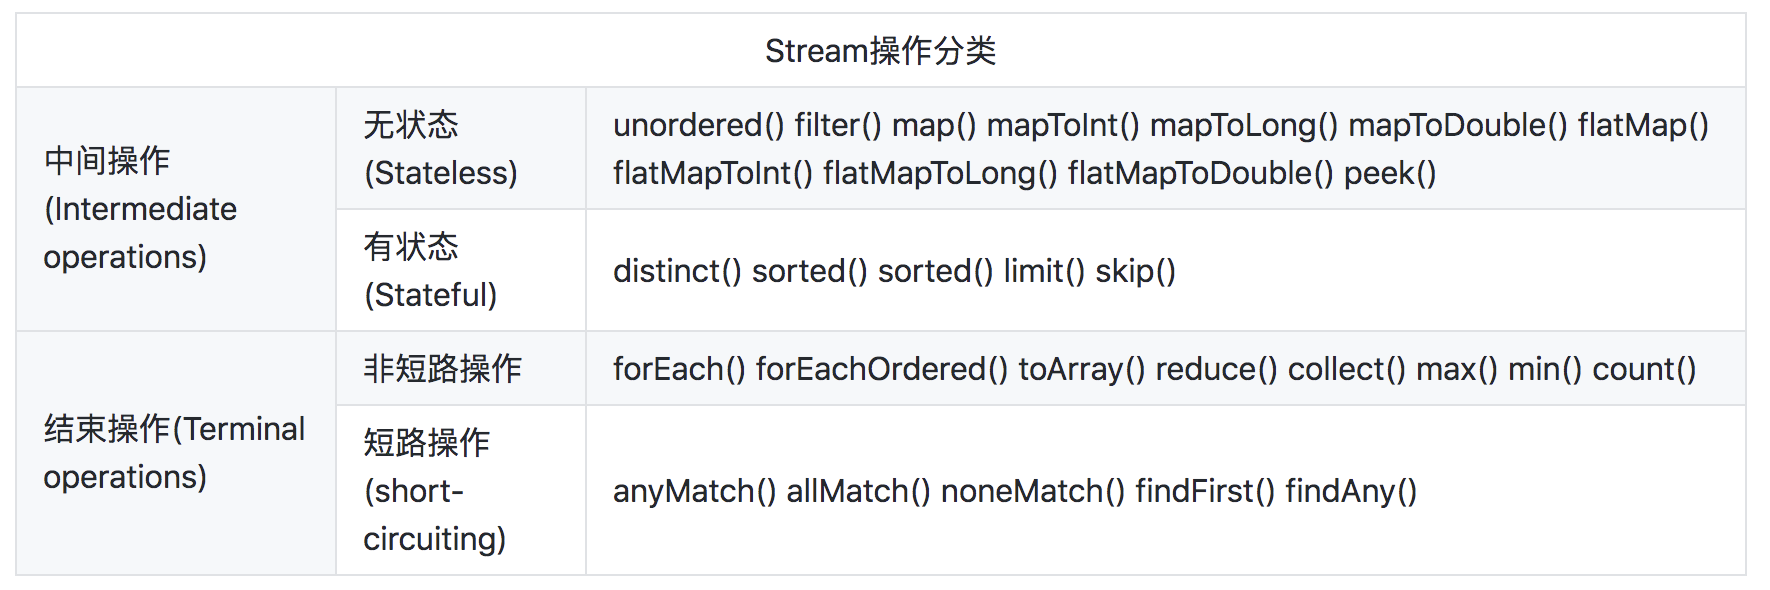 Stream操作分类
中间操作
(Intermediate
operations)
无状态
(Stateless)
unordered() filter() map() mapToInt() mapToLong() mapToDouble() flatMap()
flatMapToInt() flatMapToLong() flatMapToDouble() peek()
有状态
(Stateful)
distinct() sorted() sorted() limit() skip()
结束操作(Terminal
operations)
非短路操作
forEach() forEachOrdered() toArray() reduce() collect() max() min() count()
短路操作
(short-
circuiting)
anyMatch() allMatch() noneMatch() findFirst() findAny()